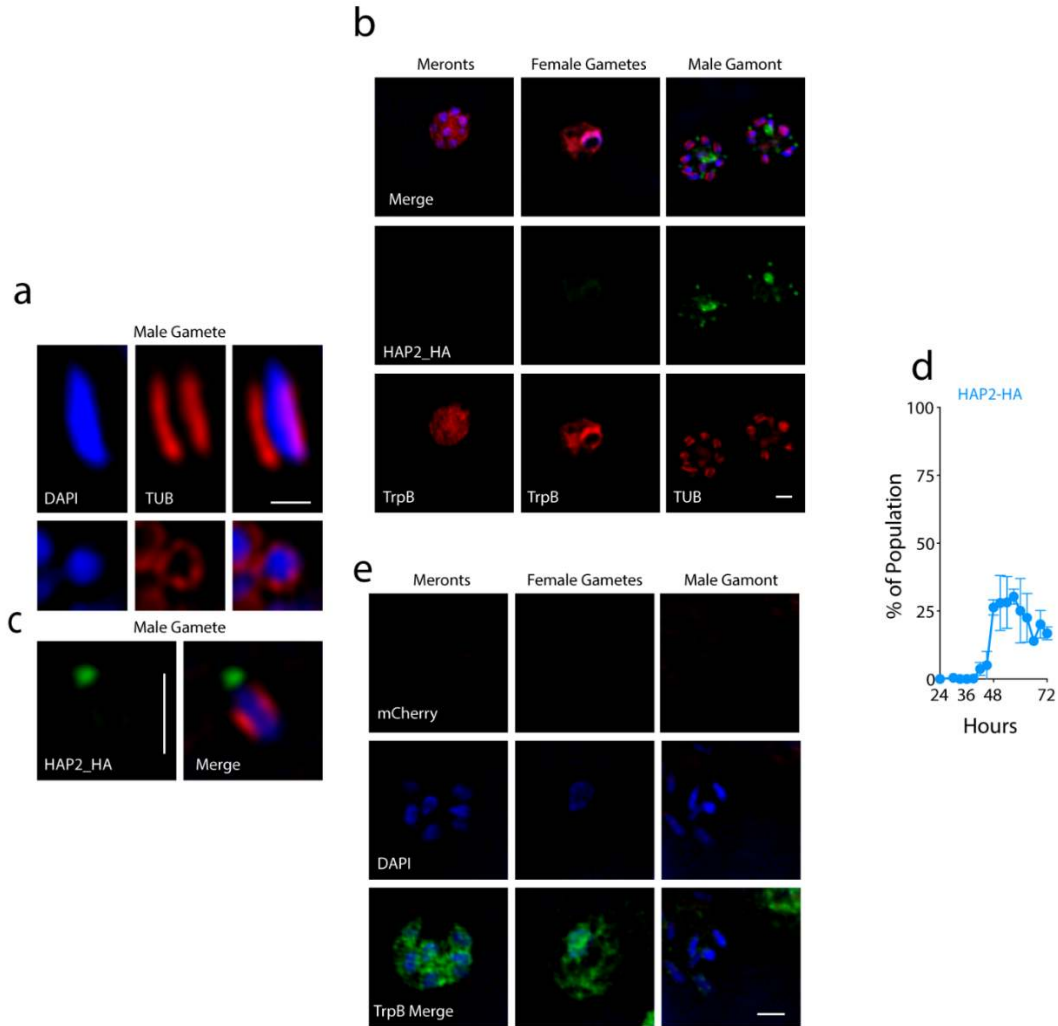 b
Meronts Female Gametes Male Gamont
Merge
HAP2_HA
TrpB TrpB TUB
a
Male Gamete
DAPI TUB
c
Male Gamete
HAP2_HA Merge
d
HAP2-HA
% of Population
100
75
50
25
0
24 36 48 72
Hours
e
Meronts Female Gametes Male Gamont
mCherry
DAPI
TrpB Merge